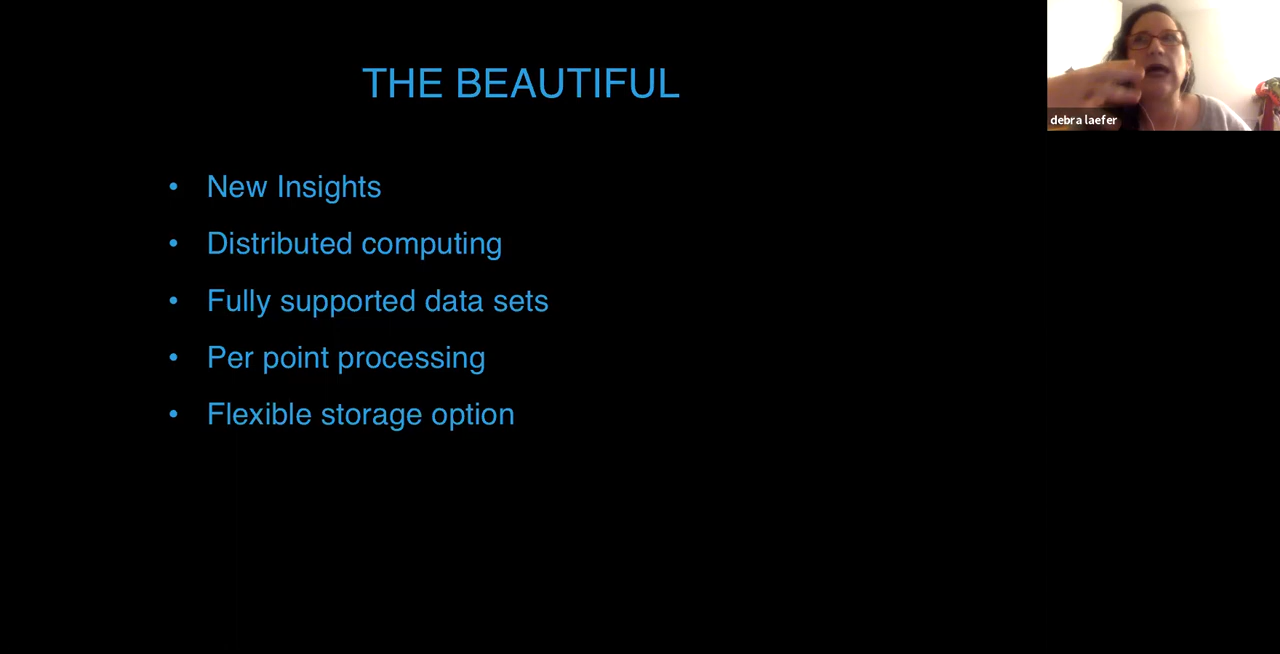 THE BEAUTIFUL
debra laefer
• New Insights
• Distributed computing
• Fully supported data sets
• Per point processing
• Flexible storage option